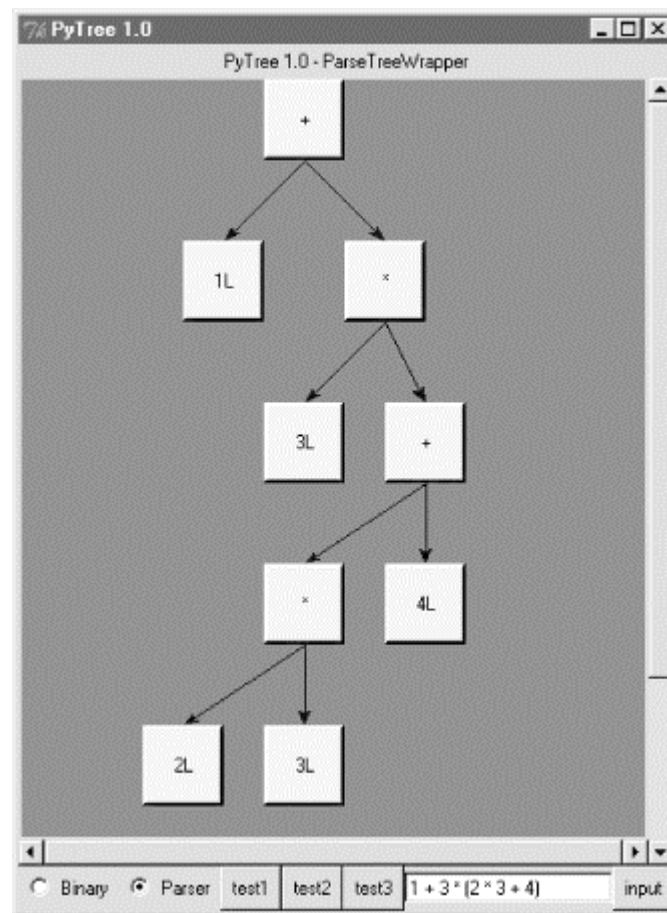 PyTree 1.0
PyTree 1.0 - ParseTreeWrapper
+
1L *
3L +
* 4L
2L 3L
Binary Parser test1 test2 test3 1 + 3 * (2 * 3 + 4) input